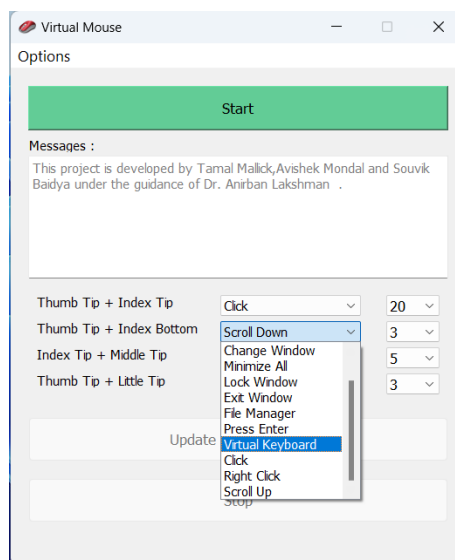 Virtual Mouse
Options
Start
Messages :
This project is developed by Tamal Mallick,Avishek Mondal and Souvik
Baidya under the guidance of Dr. Anirban Lakshman  .
Thumb Tip + Index Tip Click 20
Thumb Tip + Index Bottom Scroll Down 3
Index Tip + Middle Tip 5
Thumb Tip + Little Tip 3
Change Window
Minimize All
Lock Window
Exit Window
File Manager
Press Enter
Virtual Keyboard
Click
Right Click
Scroll Up
Update
Stop